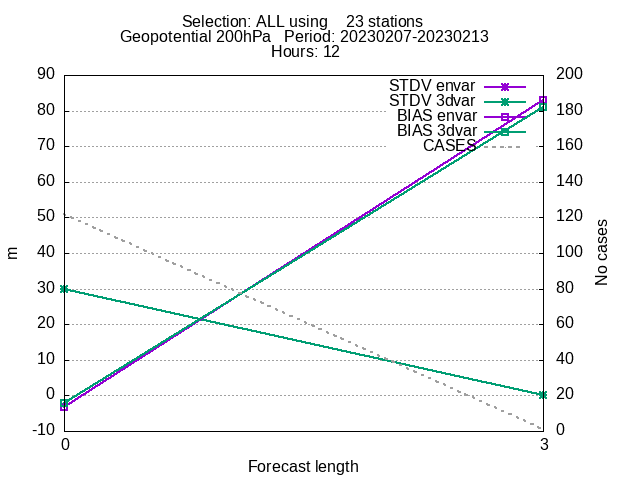 Selection: ALL using    23 stations
Geopotential 200hPa   Period: 20230207-20230213
Hours: 12
90
80
70
60
50
40
30
20
10
0
-10
m
STDV envar
STDV 3dvar
BIAS envar
BIAS 3dvar
CASES
200
180
160
140
120
100
80
60
40
20
0
No cases
0
3
Forecast length